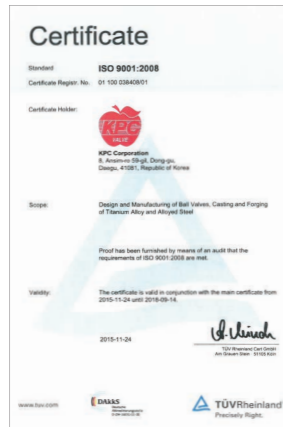 Certificate
Standard ISO 9001:2008
Certificate Registr. No. 01 100 038409/01
Certificate Holder:
KPC
VALVE
KPC Corporation
8, Ansim-ro 59-gil, Dong-gu,
Daegu, 41081, Republic of Korea
Scope: Design and Manufacturing of Ball Valves, Casting and Forging
of Titanium Alloy and Alloyed Steel
Proof has been furnished by means of an audit that the
requirements of ISO 9001:2008 are met.
Validity: The certificate is valid in conjunction with the main certificate from
2015-11-24 until 2018-09-14.
2015-11-24
TÜV Rheinland Cert GmbH
Am Grauen Stein · 51105 Köln
www.tuv.com
DAkkS
Deutsche
Akkreditierungsstelle
TÜVRheinland
Precisely Right.